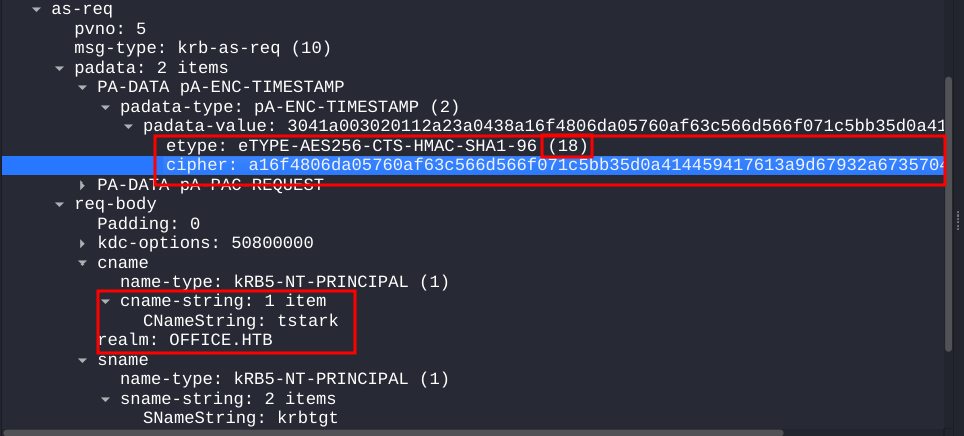 as-req
pvno: 5
msg-type: krb-as-req (10)
padata: 2 items
PA-DATA pA-ENC-TIMESTAMP
padata-type: pA-ENC-TIMESTAMP (2)
padata-value: 3041a003020112a23a0438a16f4806da05760af63c566d566f071c5bb35d0a41
etype: eTYPE-AES256-CTS-HMAC-SHA1-96 (18)
cipher: a16f4806da05760af63c566d566f071c5bb35d0a414459417613a9d67932a6735704
PA-DATA pA-PAC-REQUEST
req-body
Padding: 0
kdc-options: 50800000
cname
name-type: kRB5-NT-PRINCIPAL (1)
cname-string: 1 item
CNameString: tstark
realm: OFFICE.HTB
sname
name-type: kRB5-NT-PRINCIPAL (1)
sname-string: 2 items
SNameString: krbtgt